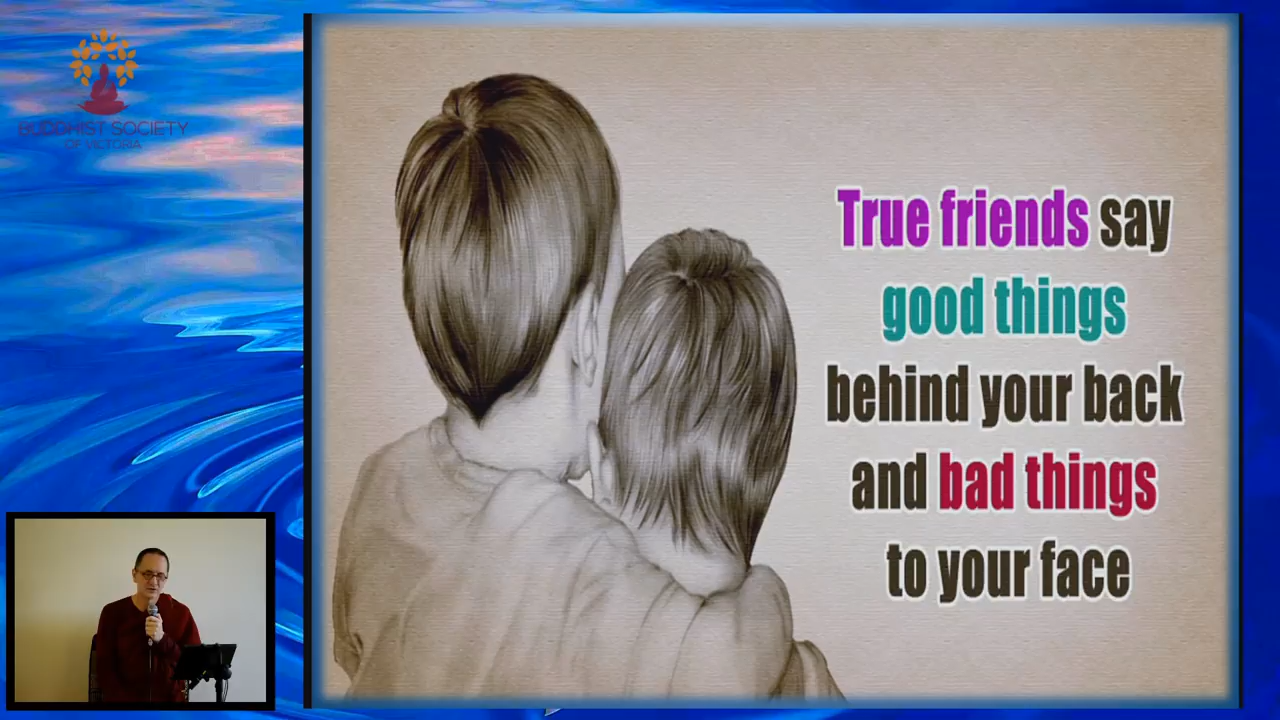 BUDDHIST SOCIETY
OF VICTORIA
True friends say
good things
behind your back
and bad things
to your face